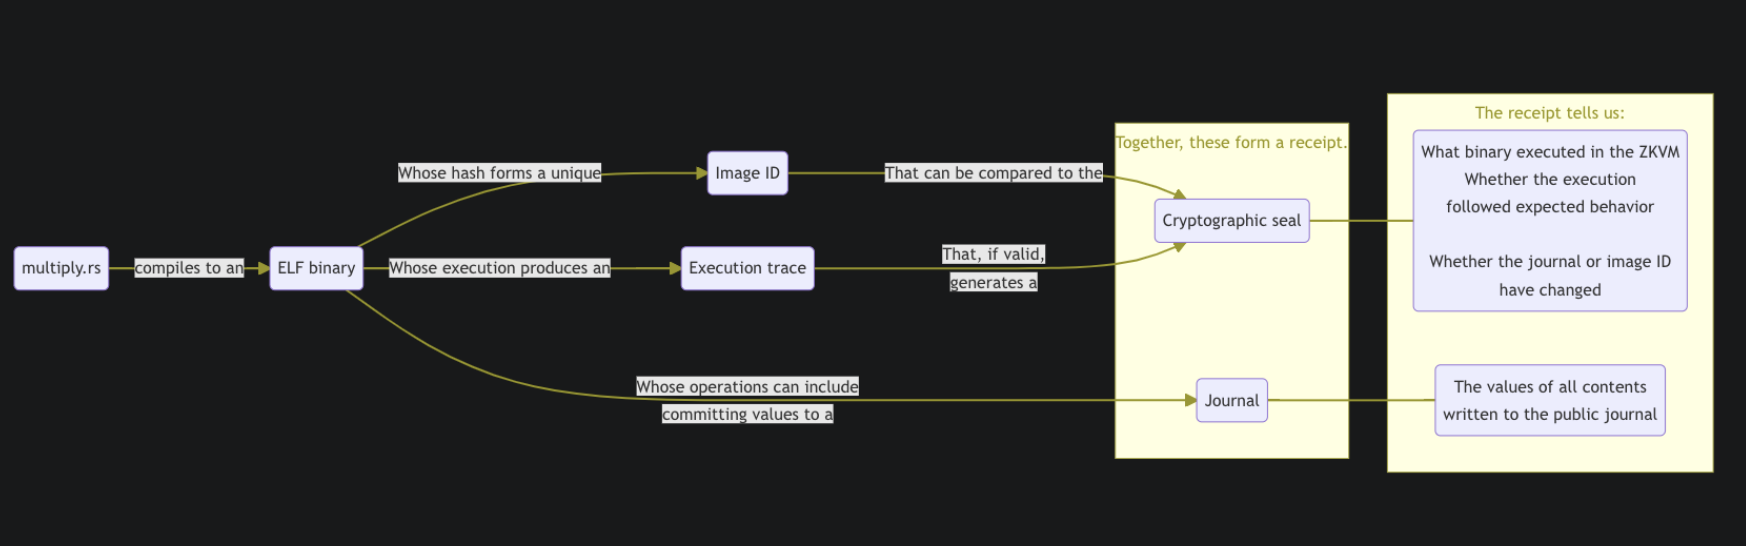 multiply.rs
compiles to an
ELF binary
Whose hash forms a unique
Image ID
That can be compared to the
Whose execution produces an
Execution trace
That, if valid,
generates a
Whose operations can include
committing values to a
Together, these form a receipt.
Cryptographic seal
Journal
The receipt tells us:
What binary executed in the ZKVM
Whether the execution
followed expected behavior
Whether the journal or image ID
have changed
The values of all contents
written to the public journal